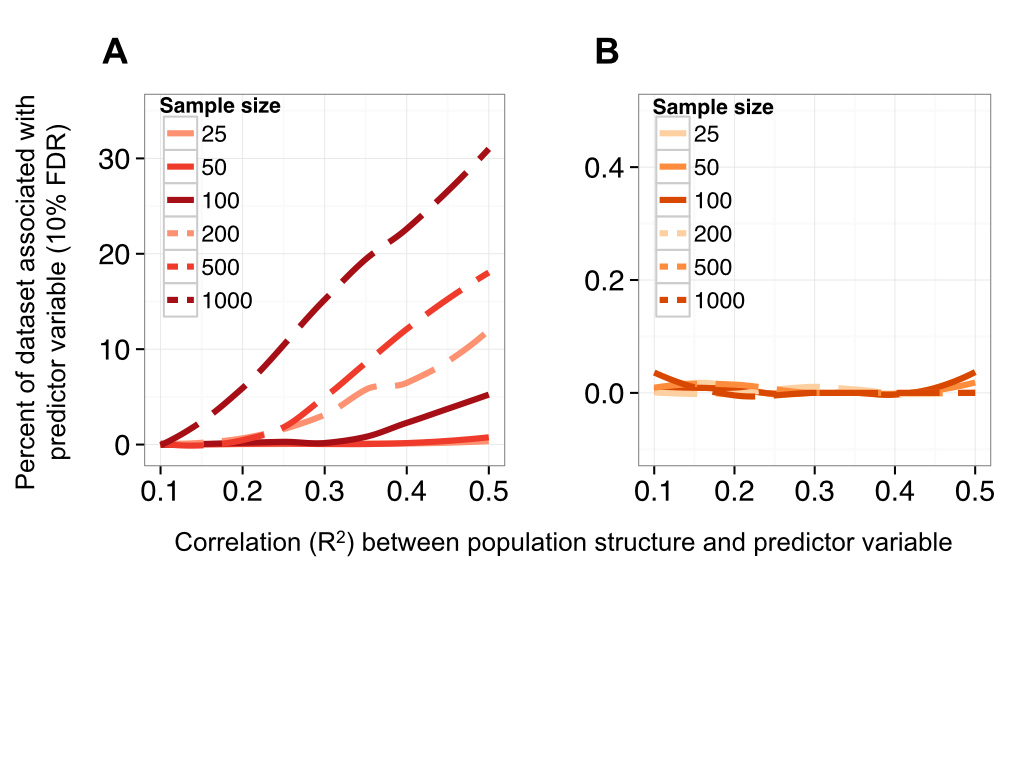 A
B
Percent of dataset associated with
predictor variable (10% FDR)
Sample size
25
50
100
200
500
1000
30
20
10
0
0.1 0.2 0.3 0.4 0.5
Sample size
25
50
100
200
500
1000
0.4
0.2
0.0
0.1 0.2 0.3 0.4 0.5
Correlation (R²) between population structure and predictor variable